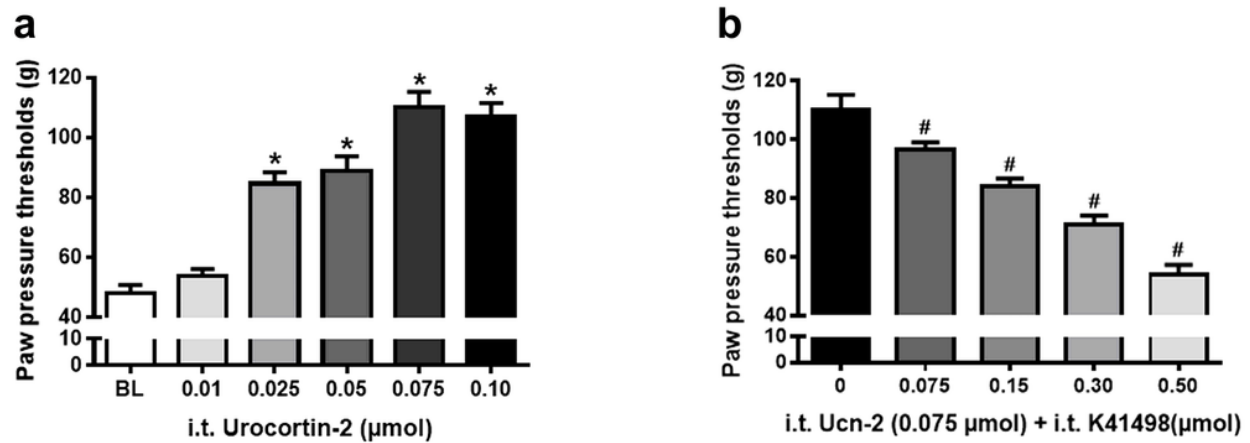 a
Paw pressure thresholds (g)
120
100
80
60
40
10
0
*
*
*
*
BL 0.01 0.025 0.05 0.075 0.10
i.t. Urocortin-2 (µmol)
b
Paw pressure thresholds (g)
120
100
80
60
40
10
0
#
#
#
#
0 0.075 0.15 0.30 0.50
i.t. Ucn-2 (0.075 µmol) + i.t. K41498(µmol)